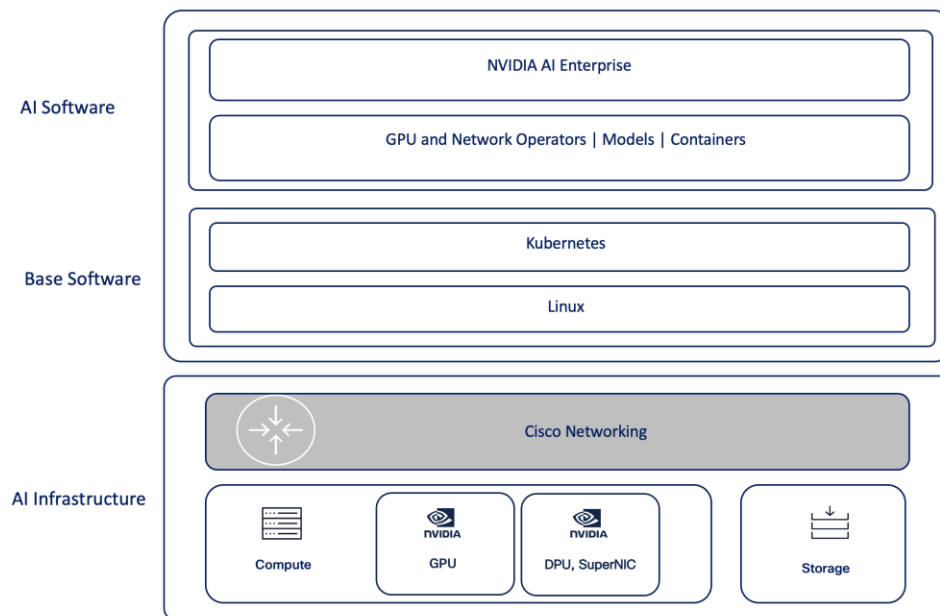 AI Software
NVIDIA AI Enterprise
GPU and Network Operators | Models | Containers
Base Software
Kubernetes
Linux
AI Infrastructure
Cisco Networking
Compute
NVIDIA
GPU
NVIDIA
DPU, SuperNIC
Storage